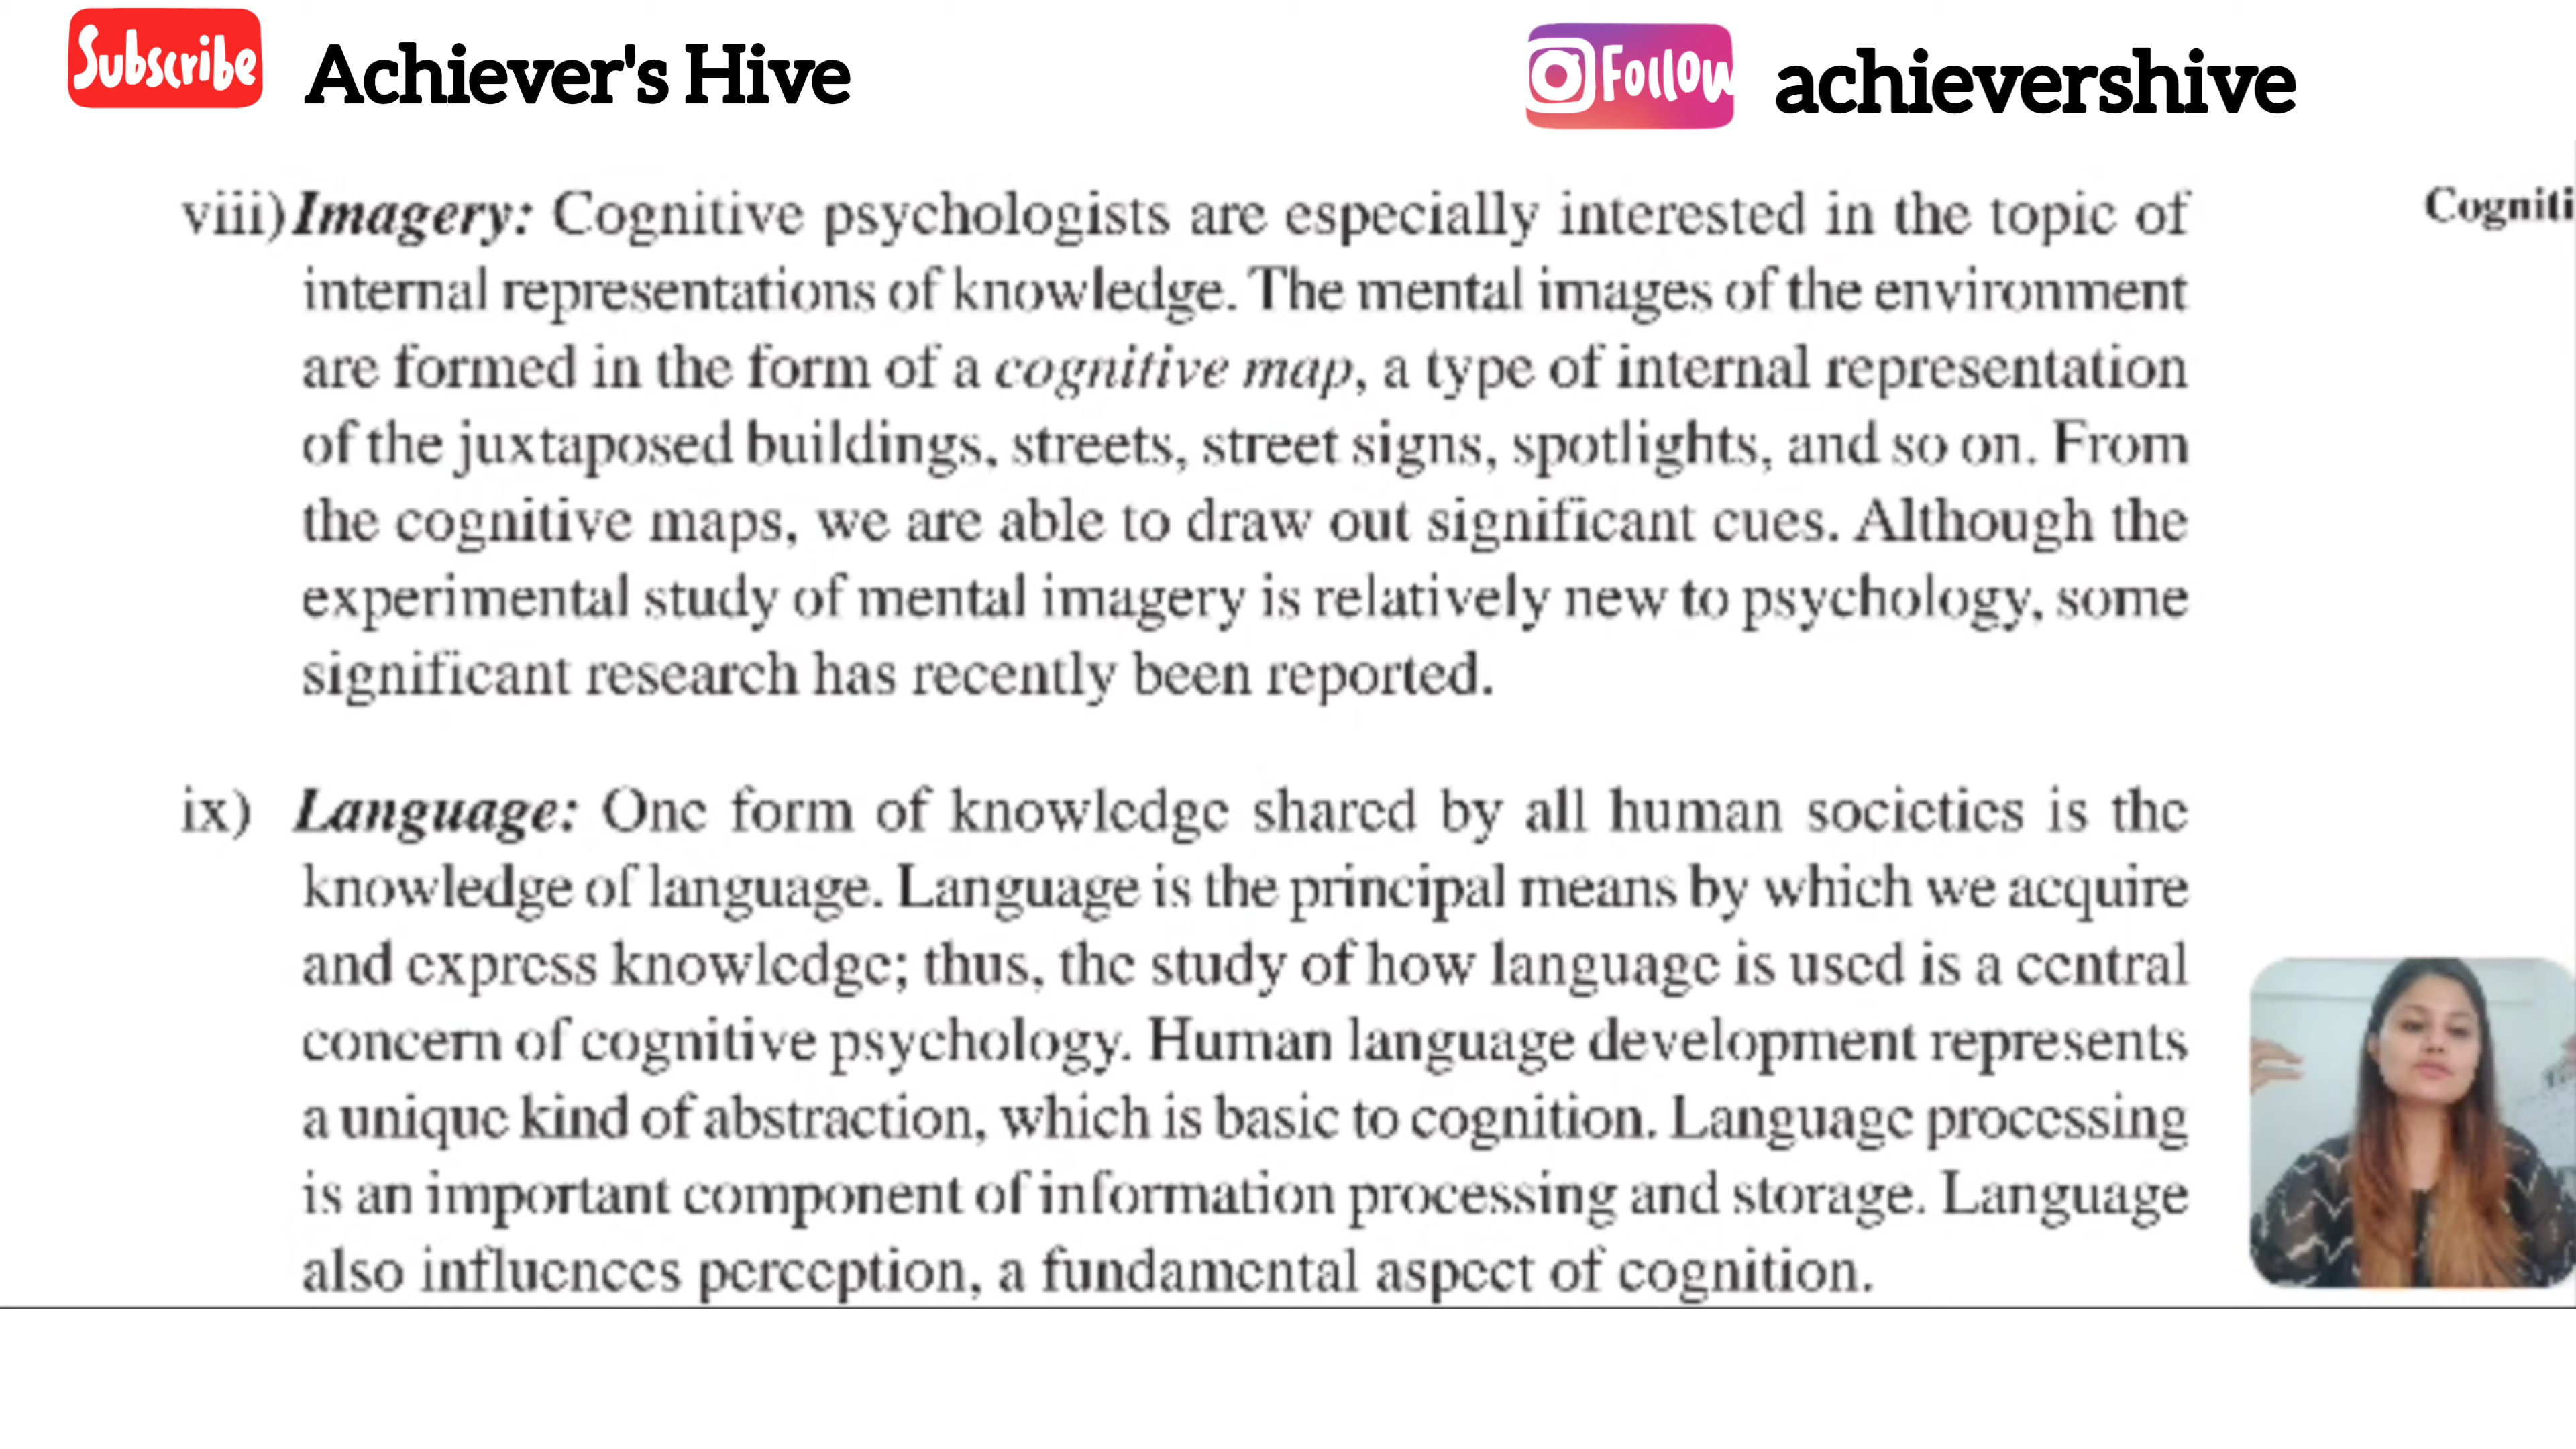 Subscribe Achiever's Hive Follow achievershive
viii) Imagery: Cognitive psychologists are especially interested in the topic of
internal representations of knowledge. The mental images of the environment
are formed in the form of a cognitive map, a type of internal representation
of the juxtaposed buildings, streets, street signs, spotlights, and so on. From
the cognitive maps, we are able to draw out significant cues. Although the
experimental study of mental imagery is relatively new to psychology, some
significant research has recently been reported.
Cogniti
ix) Language: One form of knowledge shared by all human societies is the
knowledge of language. Language is the principal means by which we acquire
and express knowledge; thus, the study of how language is used is a central
concern of cognitive psychology. Human language development represents
a unique kind of abstraction, which is basic to cognition. Language processing
is an important component of information processing and storage. Language
also influences perception, a fundamental aspect of cognition.